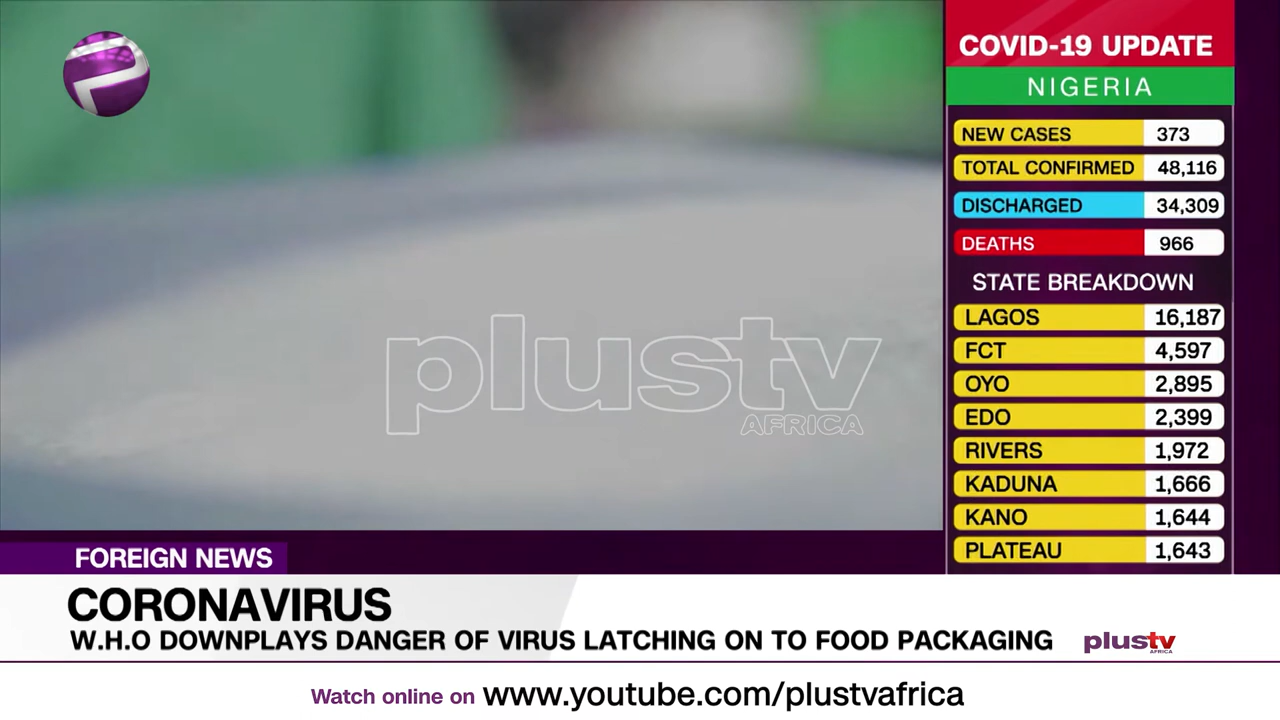 COVID-19 UPDATE
NIGERIA
NEW CASES 373
TOTAL CONFIRMED 48,116
DISCHARGED 34,309
DEATHS 966
STATE BREAKDOWN
LAGOS 16,187
FCT 4,597
OYO 2,895
EDO 2,399
RIVERS 1,972
KADUNA 1,666
KANO 1,644
PLATEAU 1,643
plustv
AFRICA
FOREIGN NEWS
CORONAVIRUS
W.H.O DOWNPLAYS DANGER OF VIRUS LATCHING ON TO FOOD PACKAGING
plustv
AFRICA
Watch online on www.youtube.com/plustvafrica